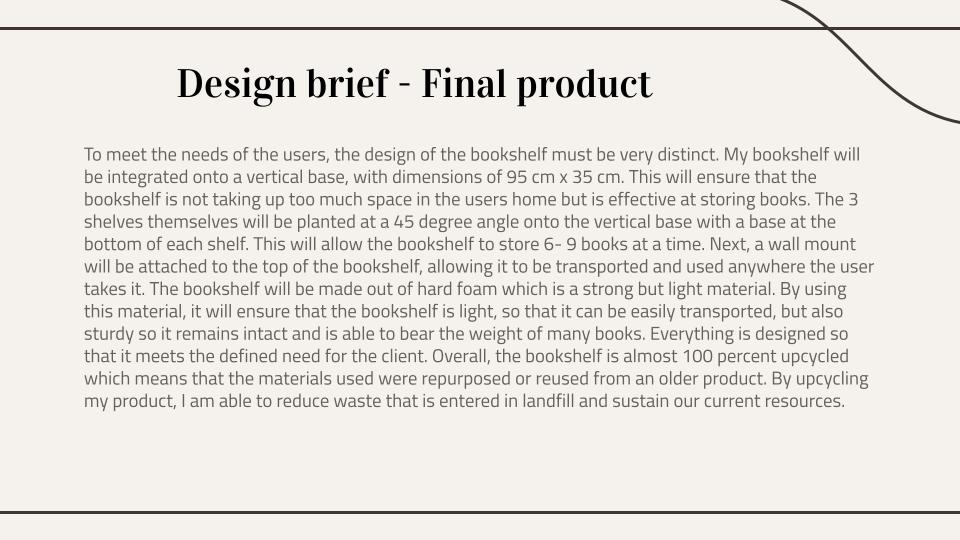 Design brief - Final product
To meet the needs of the users, the design of the bookshelf must be very distinct. My bookshelf will
be integrated onto a vertical base, with dimensions of 95 cm x 35 cm. This will ensure that the
bookshelf is not taking up too much space in the users home but is effective at storing books. The 3
shelves themselves will be planted at a 45 degree angle onto the vertical base with a base at the
bottom of each shelf. This will allow the bookshelf to store 6- 9 books at a time. Next, a wall mount
will be attached to the top of the bookshelf, allowing it to be transported and used anywhere the user
takes it. The bookshelf will be made out of hard foam which is a strong but light material. By using
this material, it will ensure that the bookshelf is light, so that it can be easily transported, but also
sturdy so it remains intact and is able to bear the weight of many books. Everything is designed so
that it meets the defined need for the client. Overall, the bookshelf is almost 100 percent upcycled
which means that the materials used were repurposed or reused from an older product. By upcycling
my product, I am able to reduce waste that is entered in landfill and sustain our current resources.